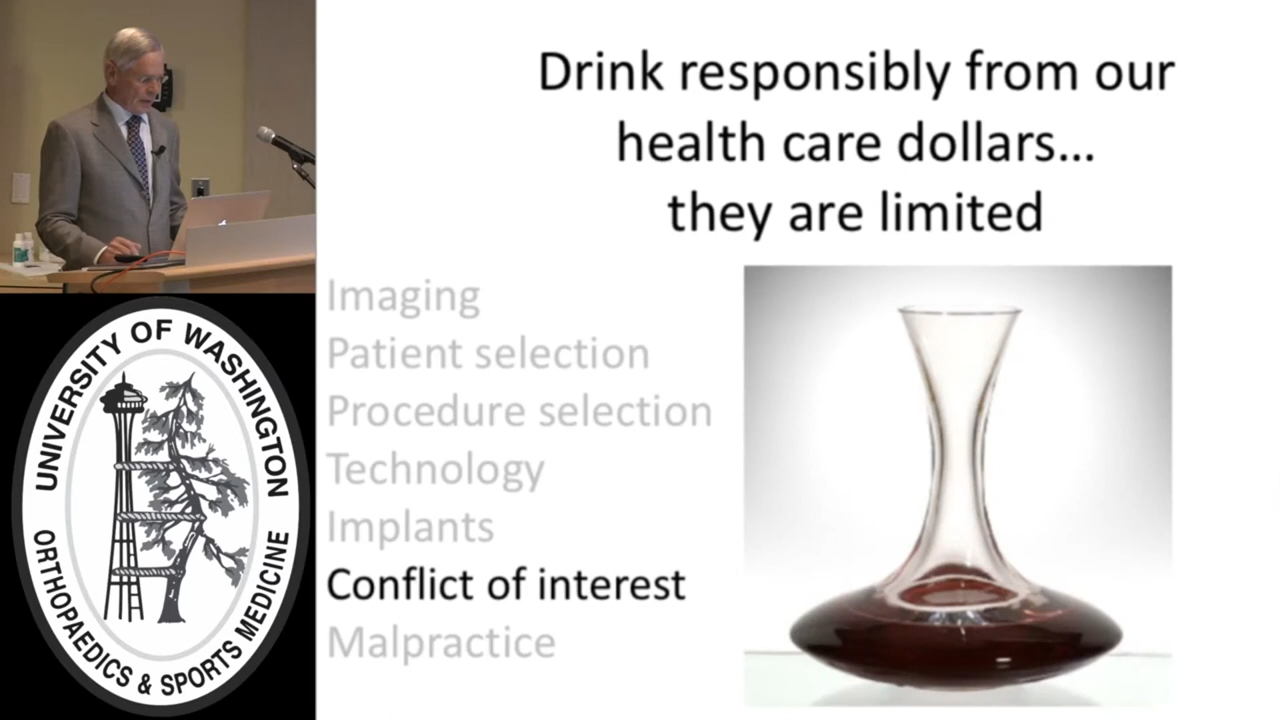 Drink responsibly from our
health care dollars...
they are limited
Imaging
Patient selection
Procedure selection
Technology
Implants
Conflict of interest
Malpractice
UNIVERSITY OF WASHINGTON
ORTHOPAEDICS & SPORTS MEDICINE